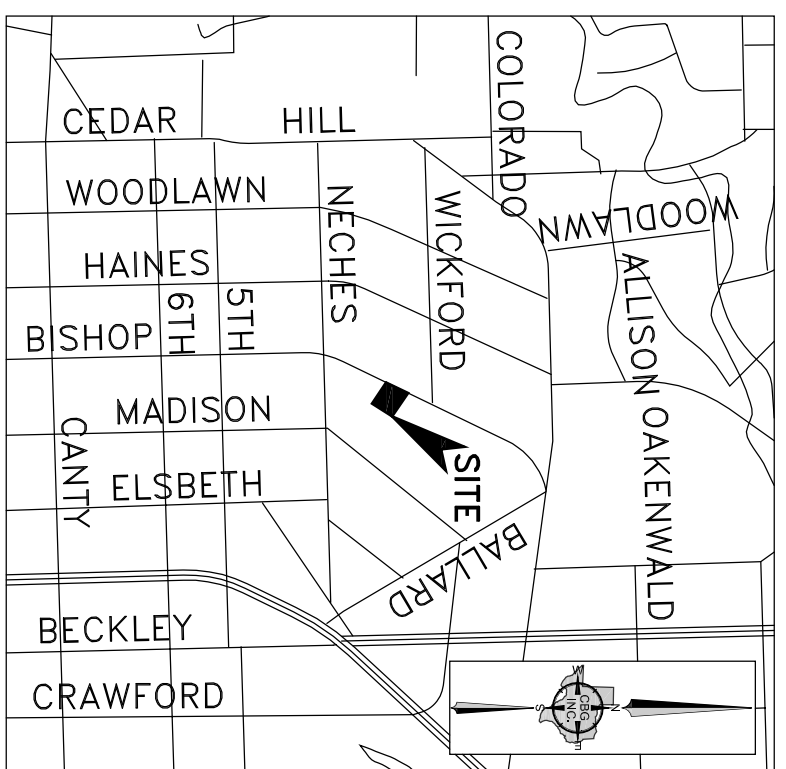 COLORADO
CEDAR HILL
WOODLAWN
NECHES
WICKFORD
WOODLAWN
HAINES
ALLISON
6TH
5TH
BISHOP
MADISON
OAKENWALD
CANTY
SITE
ELSBETH
BALLARD
BECKLEY
CRAWFORD
W
S
CBG
INC.
N
E